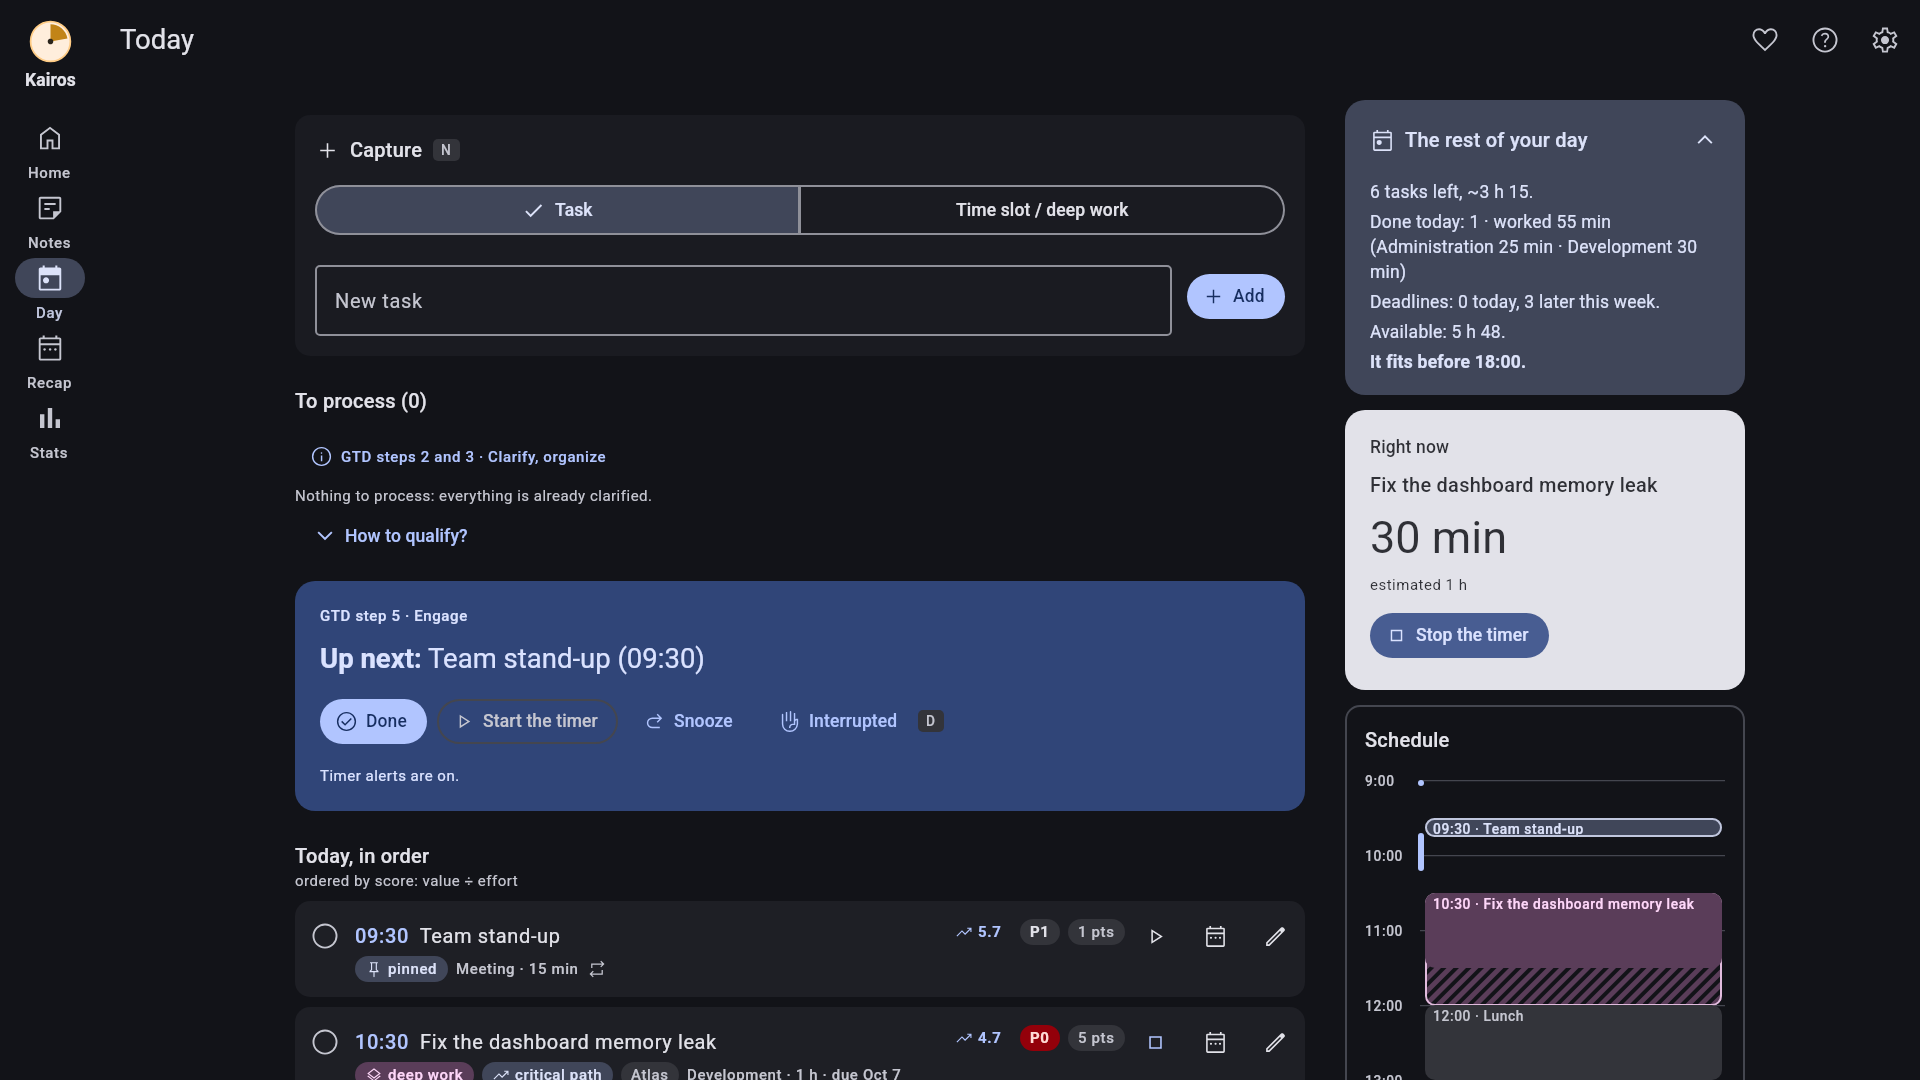 Kairos
Home
Notes
Day
Recap
Stats
Today
Capture N
Task
Time slot / deep work
New task
Add
To process (0)
GTD steps 2 and 3 · Clarify, organize
Nothing to process: everything is already clarified.
How to qualify?
GTD step 5 · Engage
Up next: Team stand-up (09:30)
Done
Start the timer
Snooze
Interrupted D
Timer alerts are on.
Today, in order
ordered by score: value ÷ effort
09:30 Team stand-up 5.7 P1 1 pts
pinned Meeting · 15 min
10:30 Fix the dashboard memory leak 4.7 P0 5 pts
deep work critical path Atlas Development · 1 h · due Oct 7
The rest of your day
6 tasks left, ~3 h 15.
Done today: 1 · worked 55 min
(Administration 25 min · Development 30
min)
Deadlines: 0 today, 3 later this week.
Available: 5 h 48.
It fits before 18:00.
Right now
Fix the dashboard memory leak
30 min
estimated 1 h
Stop the timer
Schedule
9:00
09:30 · Team stand-up
10:00
10:30 · Fix the dashboard memory leak
11:00
12:00
12:00 · Lunch
13:00